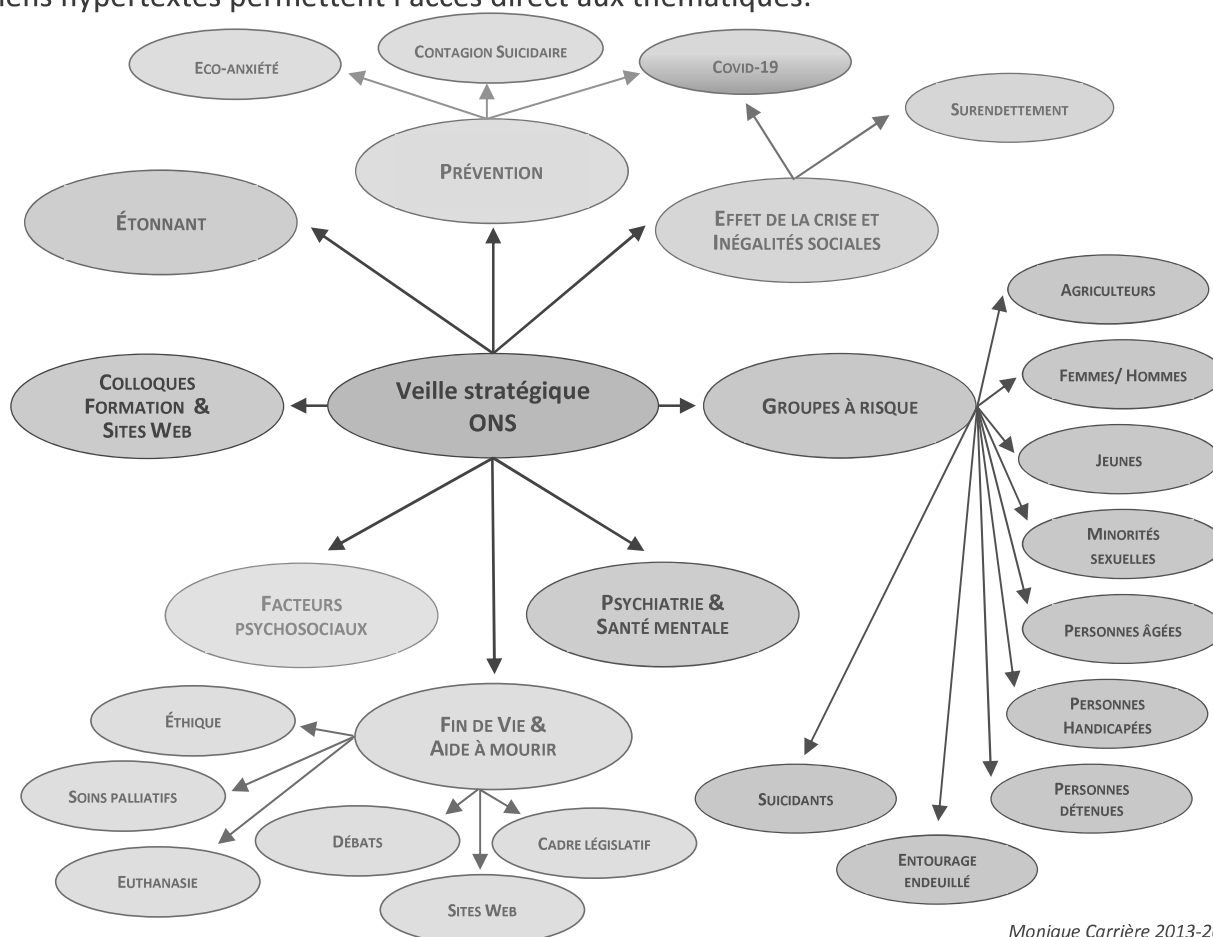 liens hypertextes permettent l'accès direct aux thématiques.
CONTAGION SUICIDAIRE
ECO-ANXIÉTÉ
COVID-19
SURENDETTEMENT
PRÉVENTION
ÉTONNANT
EFFET DE LA CRISE ET
INÉGALITÉS SOCIALES
AGRICULTEURS
FEMMES/ HOMMES
COLLOQUES
FORMATION &
SITES WEB
Veille stratégique
ONS
GROUPES À RISQUE
JEUNES
MINORITÉS
SEXUELLES
FACTEURS
PSYCHOSOCIAUX
PSYCHIATRIE &
SANTÉ MENTALE
PERSONNES ÂGÉES
PERSONNES
HANDICAPÉES
ÉTHIQUE
FIN DE VIE &
AIDE À MOURIR
SOINS PALLIATIFS
SUICIDANTS
PERSONNES
DÉTENUES
DÉBATS
CADRE LÉGISLATIF
EUTHANASIE
ENTOURAGE
ENDEUILLÉ
SITES WEB
Monique Carrière 2013-2